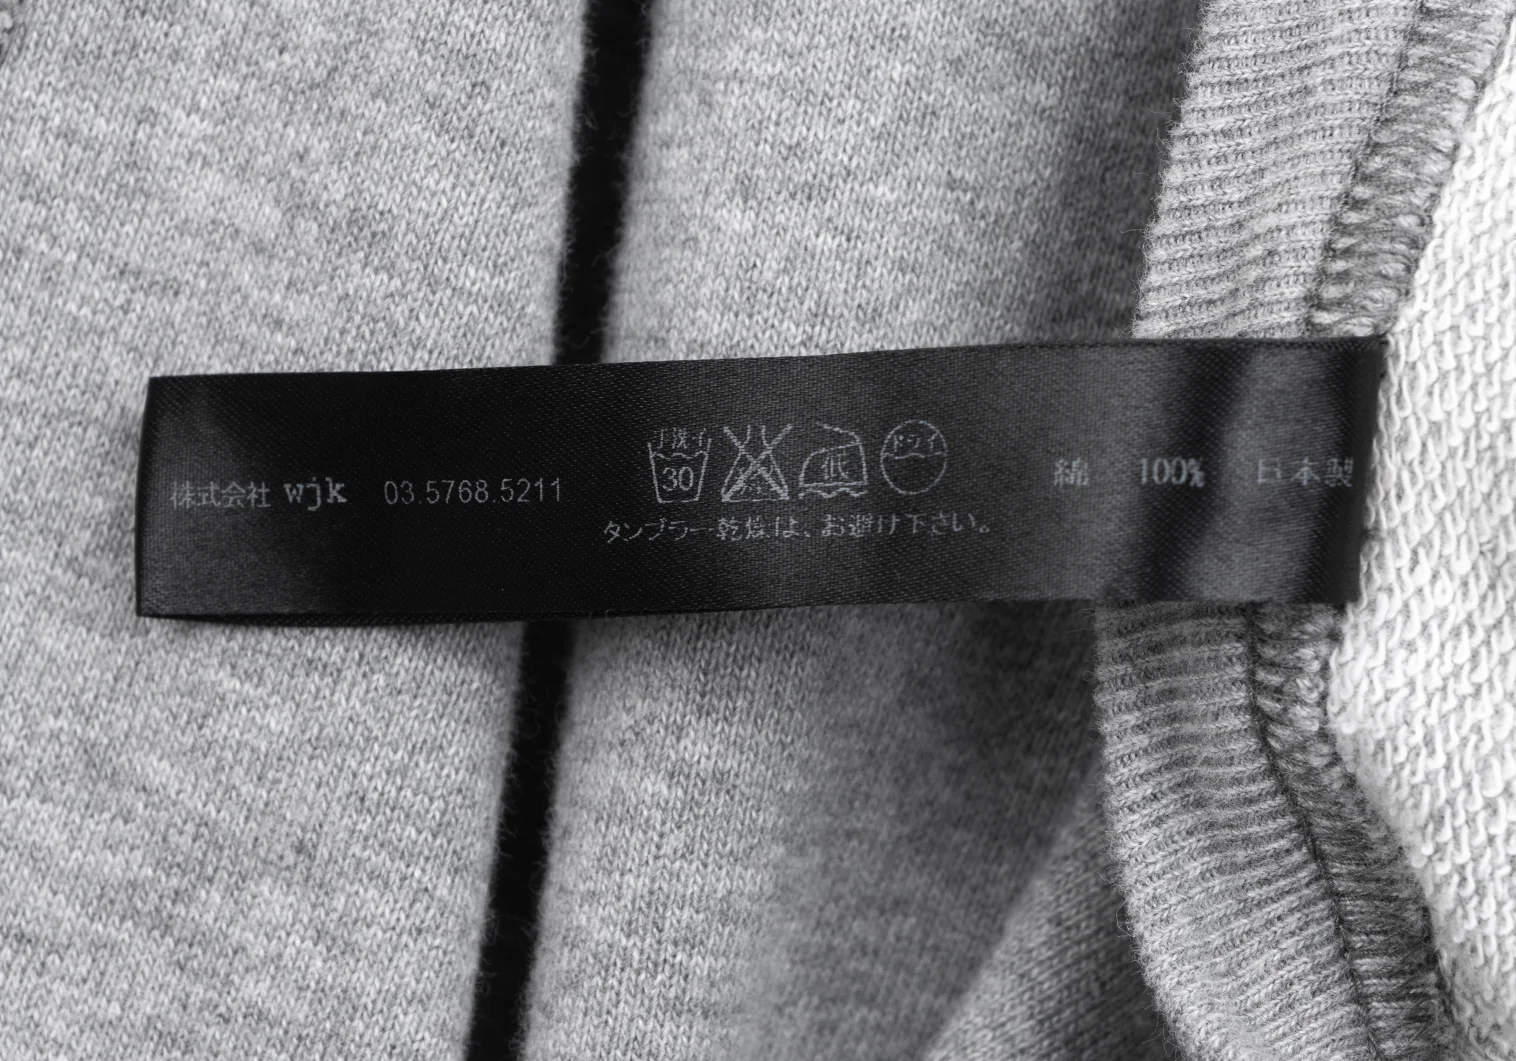 株式会社 wjk 03.5768.5211
手洗イ 30 低 ドライ
タンブラー乾燥は、お避け下さい。
綿 100% 日本製